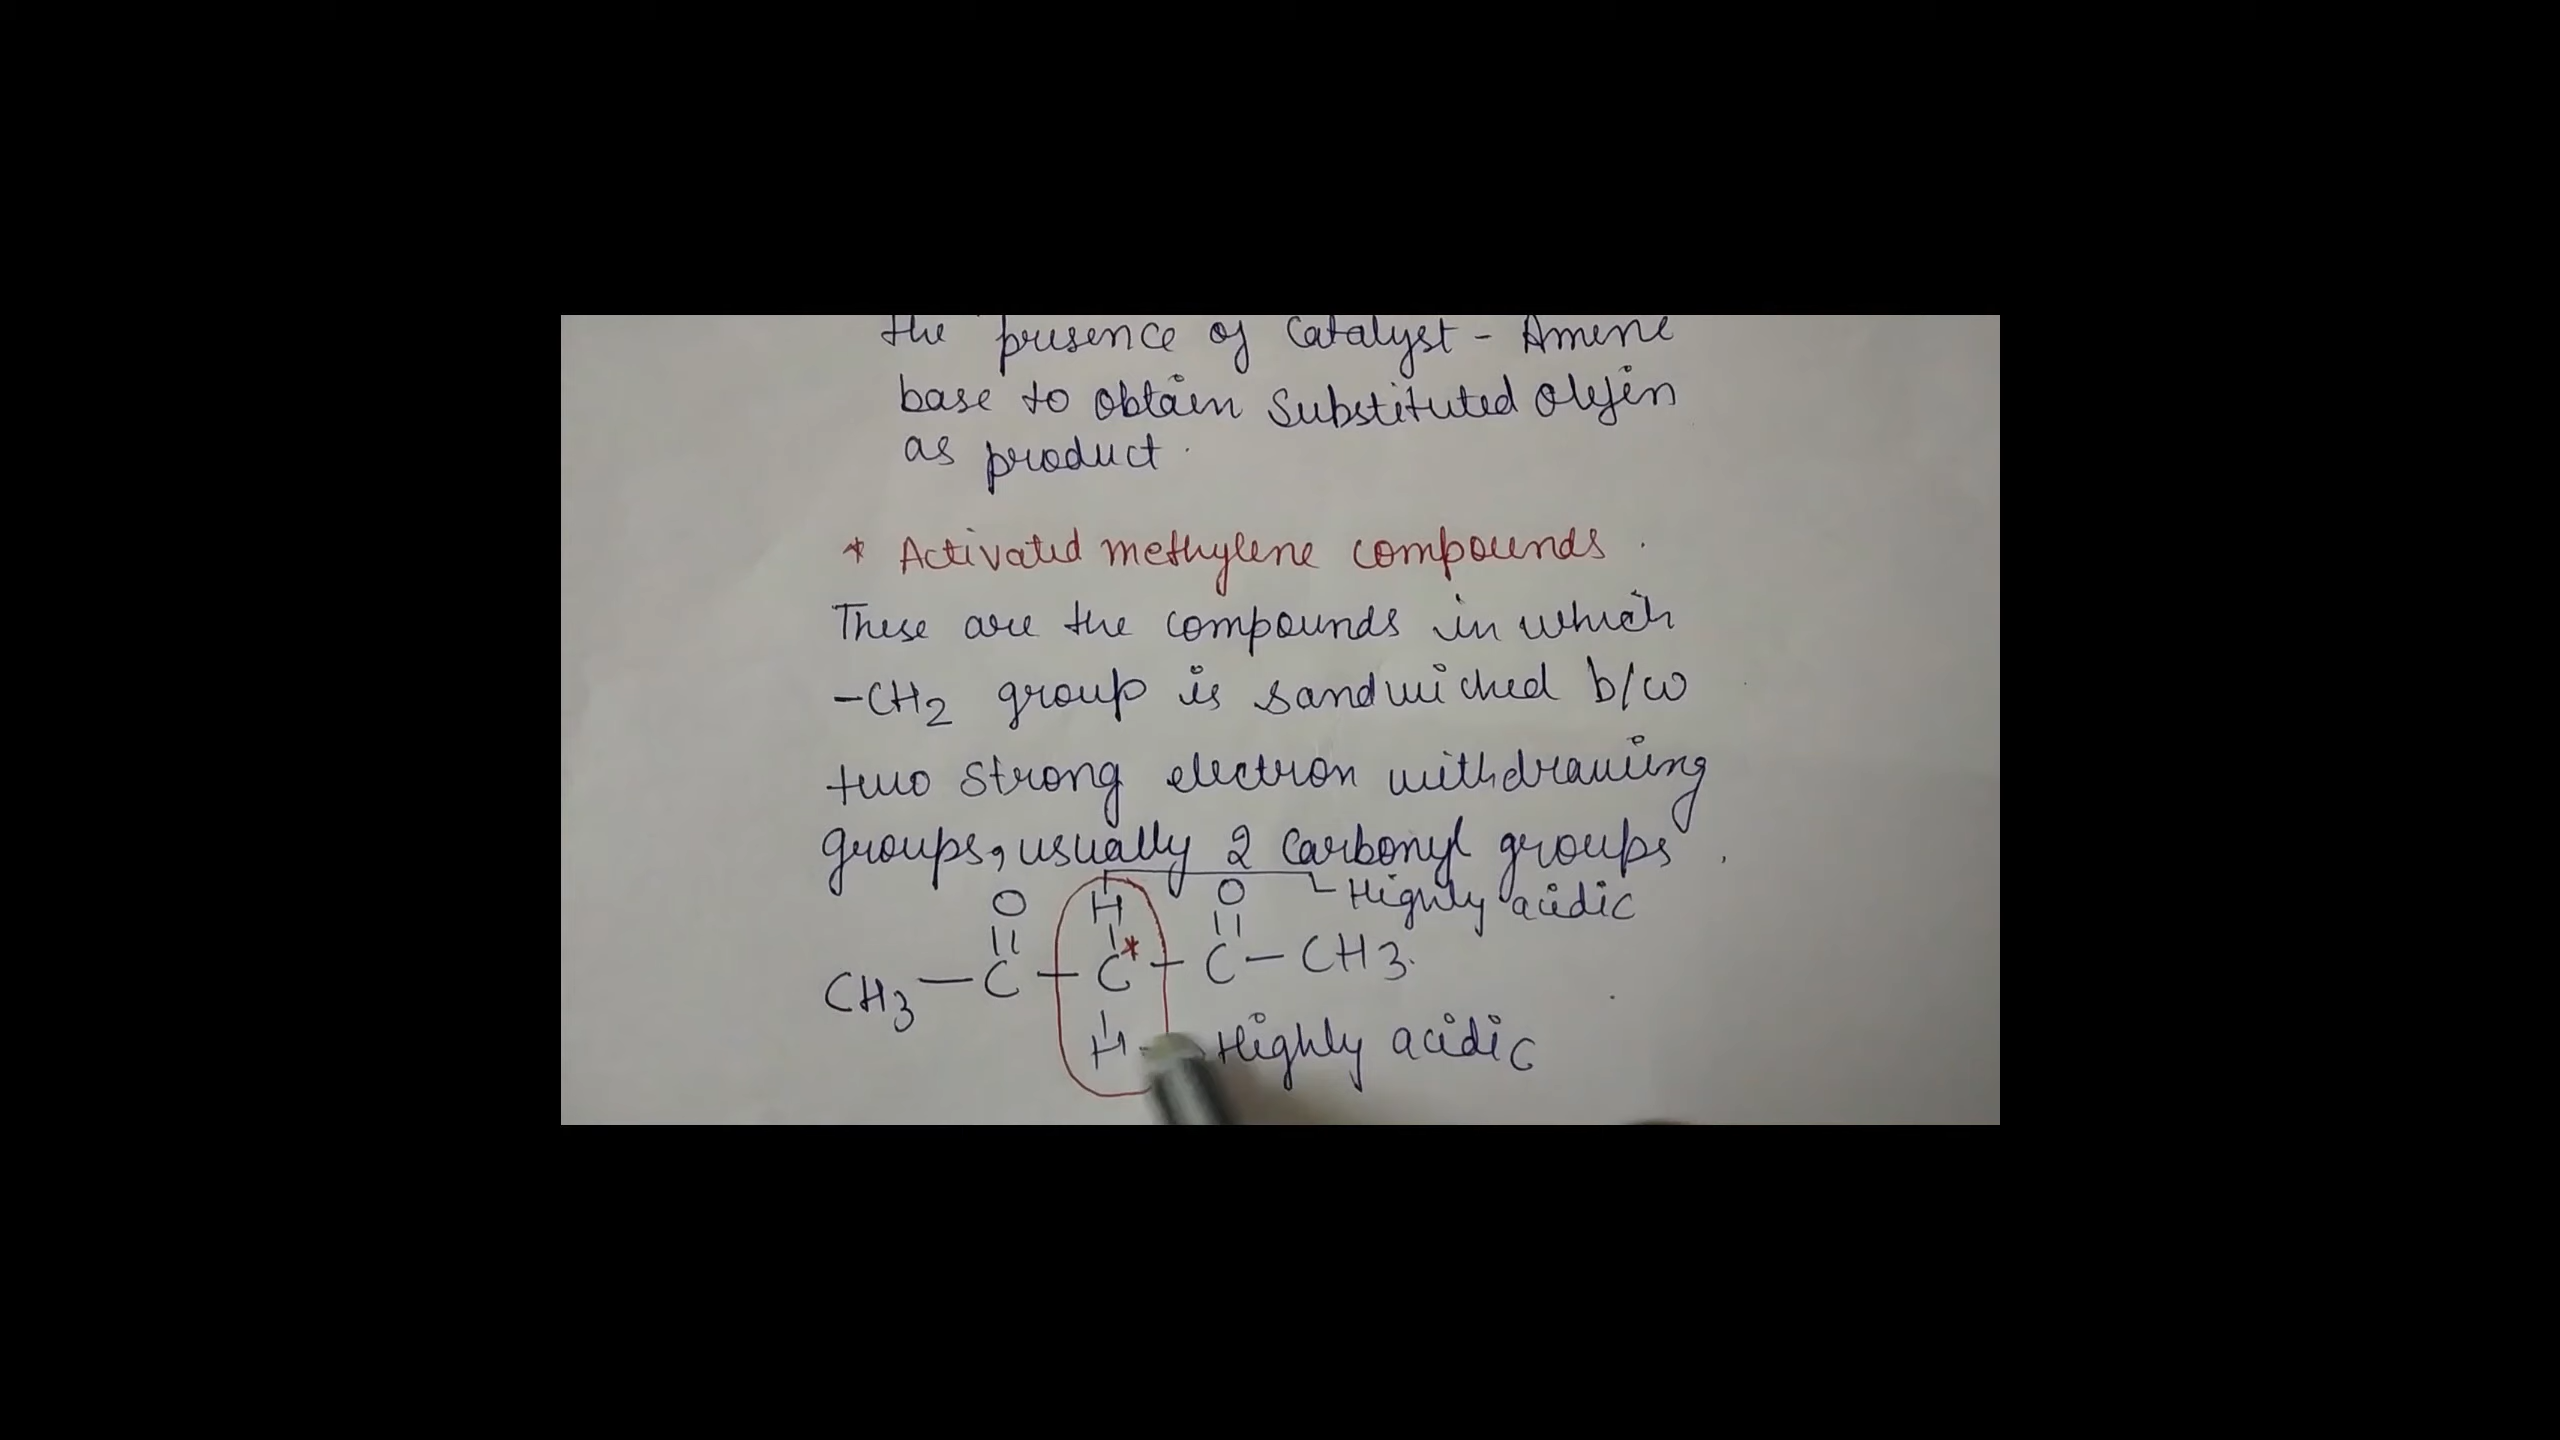 the presence of Catalyst - Amine
base to obtain Substituted Olefin
as product.
* Activated methylene compounds.
These are the compounds in which
-CH2 group is sandwiched b/w
two strong electron withdrawing
groups, usually 2 carbonyl groups.
O H O Highly acidic
|| | ||
CH3 — C — C* — C — CH3.
|
H - Highly acidic